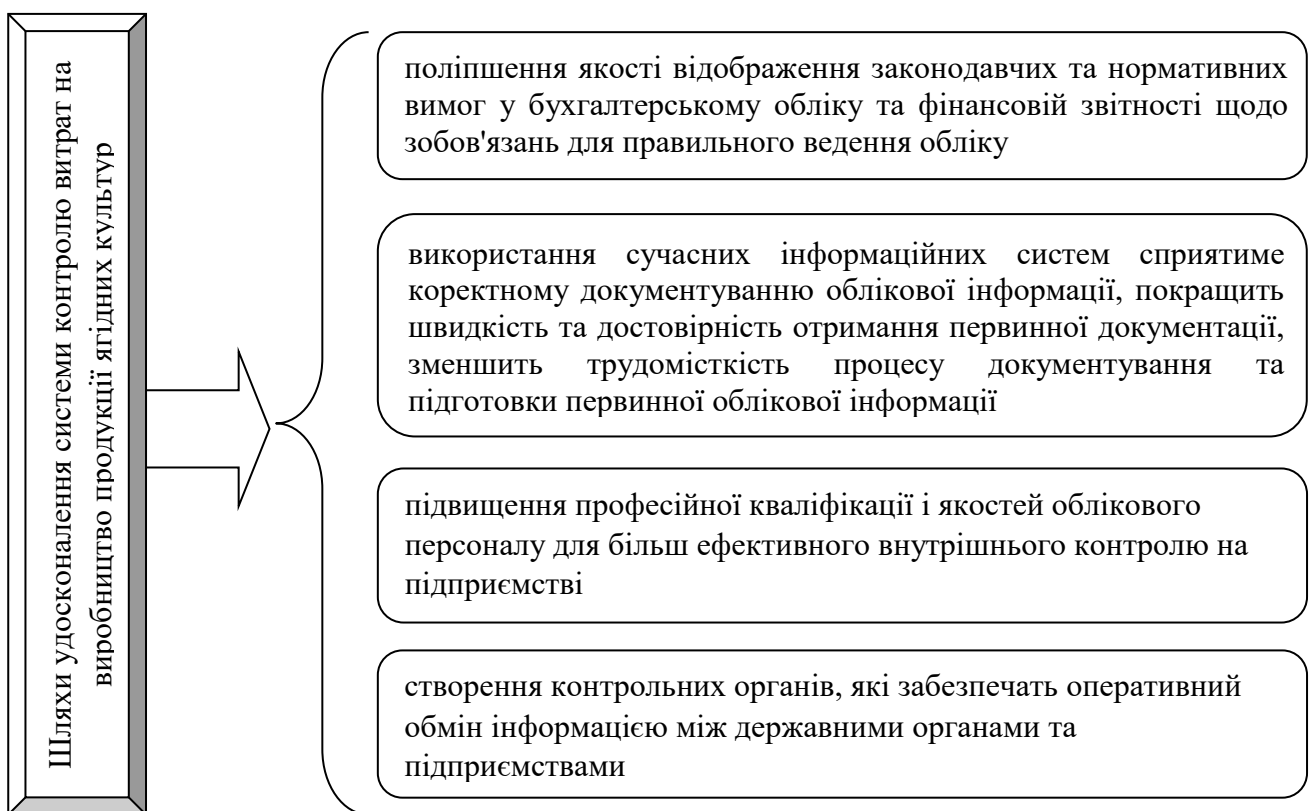 Шляхи удосконалення системи контролю витрат на
виробництво продукції ягідних культур
поліпшення якості відображення законодавчих та нормативних
вимог у бухгалтерському обліку та фінансовій звітності щодо
зобов'язань для правильного ведення обліку
використання сучасних інформаційних систем сприятиме
коректному документуванню облікової інформації, покращить
швидкість та достовірність отримання первинної документації,
зменшить трудомісткість процесу документування та
підготовки первинної облікової інформації
підвищення професійної кваліфікації і якостей облікового
персоналу для більш ефективного внутрішнього контролю на
підприємстві
створення контрольних органів, які забезпечать оперативний
обмін інформацією між державними органами та
підприємствами